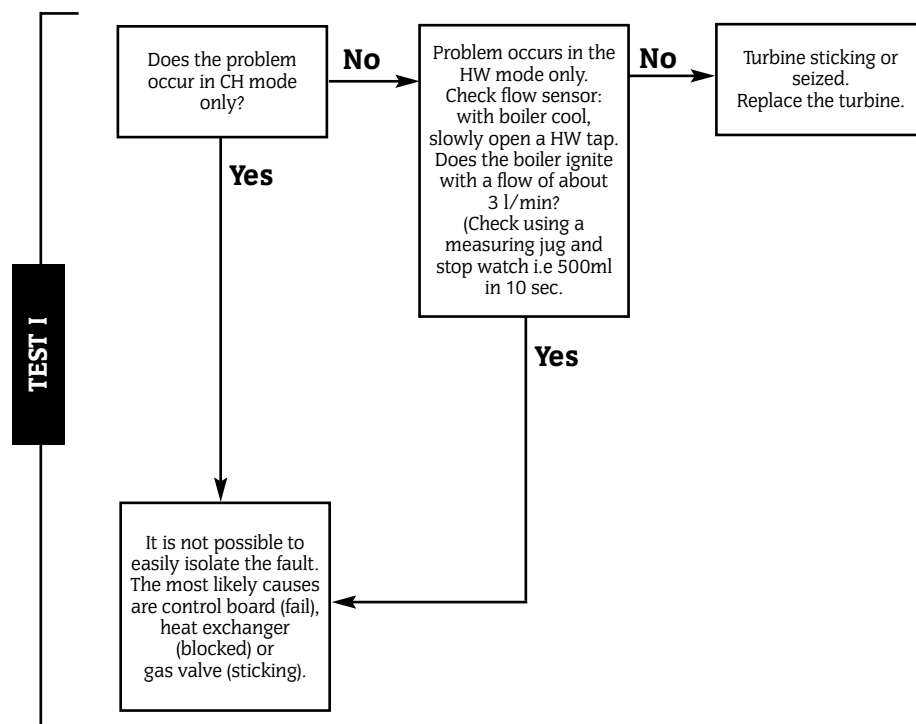 TEST I
Does the problem
occur in CH mode
only?
No
Problem occurs in the
HW mode only.
Check flow sensor:
with boiler cool,
slowly open a HW tap.
Does the boiler ignite
with a flow of about
3 l/min?
(Check using a
measuring jug and
stop watch i.e 500ml
in 10 sec.
No
Turbine sticking or
seized.
Replace the turbine.
Yes
Yes
It is not possible to
easily isolate the fault.
The most likely causes
are control board (fail),
heat exchanger
(blocked) or
gas valve (sticking).